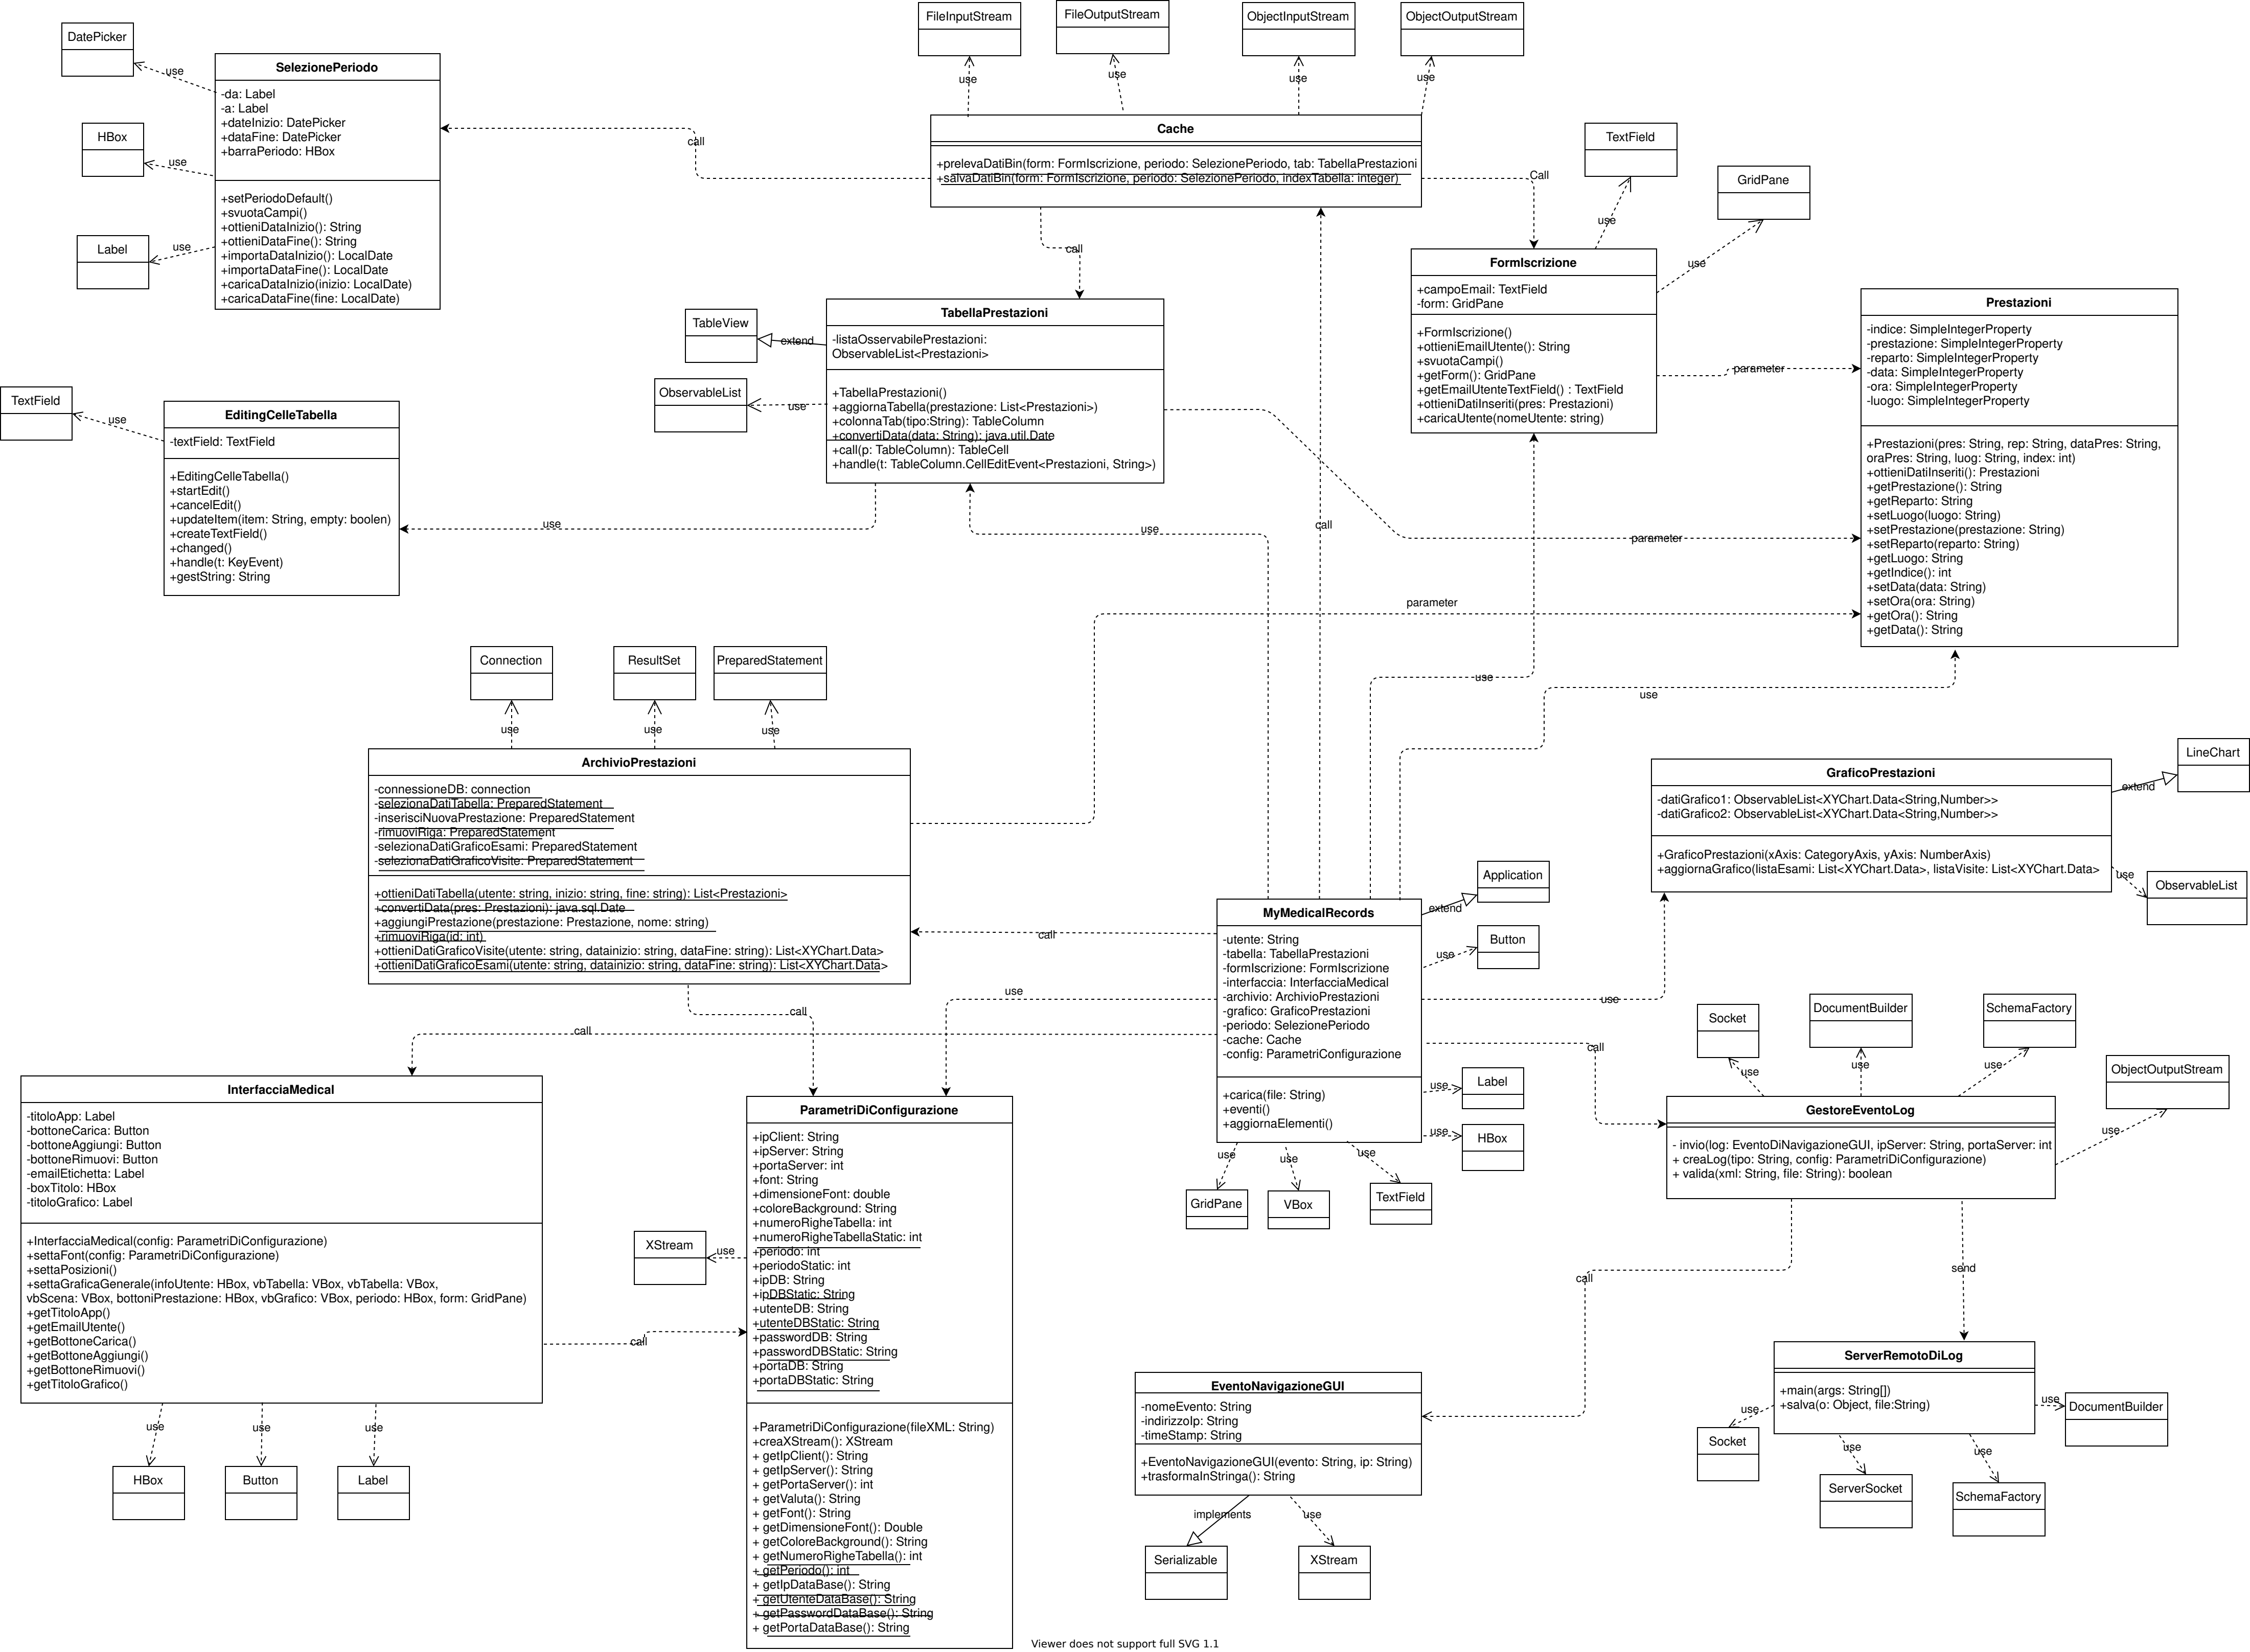 FileInputStream
FileOutputStream
ObjectInputStream
ObjectOutputStream
use
use
use
use
DatePicker
use
HBox
use
Label
use
SelezionePeriodo
-da: Label
-a: Label
+dateInizio: DatePicker
+dataFine: DatePicker
+barraPeriodo: HBox
+setPeriodoDefault()
+svuotaCampi()
+ottieniDataInizio(): String
+ottieniDataFine(): String
+importaDataInizio(): LocalDate
+importaDataFine(): LocalDate
+caricaDataInizio(inizio: LocalDate)
+caricaDataFine(fine: LocalDate)
call
Cache
+prelevaDatiBin(form: FormIscrizione, periodo: SelezionePeriodo, tab: TabellaPrestazioni
+salvaDatiBin(form: FormIscrizione, periodo: SelezionePeriodo, indexTabella: integer)
Call
call
call
TextField
use
GridPane
use
FormIscrizione
+campoEmail: TextField
-form: GridPane
+FormIscrizione()
+ottieniEmailUtente(): String
+svuotaCampi()
+getForm(): GridPane
+getEmailUtenteTextField() : TextField
+ottieniDatiInseriti(pres: Prestazioni)
+caricaUtente(nomeUtente: string)
parameter
Prestazioni
-indice: SimpleIntegerProperty
-prestazione: SimpleIntegerProperty
-reparto: SimpleIntegerProperty
-data: SimpleIntegerProperty
-ora: SimpleIntegerProperty
-luogo: SimpleIntegerProperty
+Prestazioni(pres: String, rep: String, dataPres: String,
oraPres: String, luog: String, index: int)
+ottieniDatiInseriti(): Prestazioni
+getPrestazione(): String
+getReparto: String
+setLuogo(luogo: String)
+setPrestazione(prestazione: String)
+setReparto(reparto: String)
+getLuogo: String
+getIndice(): int
+setData(data: String)
+setOra(ora: String)
+getOra(): String
+getData(): String
TableView
extend
ObservableList
use
TabellaPrestazioni
-listaOsservabilePrestazioni:
ObservableList<Prestazioni>
+TabellaPrestazioni()
+aggiornaTabella(prestazione: List<Prestazioni>)
+colonnaTab(tipo:String): TableColumn
+convertiData(data: String): java.util.Date
+call(p: TableColumn): TableCell
+handle(t: TableColumn.CellEditEvent<Prestazioni, String>)
parameter
parameter
use
use
use
use
TextField
use
EditingCelleTabella
-textField: TextField
+EditingCelleTabella()
+startEdit()
+cancelEdit()
+updateItem(item: String, empty: boolen)
+createTextField()
+changed()
+handle(t: KeyEvent)
+gestString: String
Connection
ResultSet
PreparedStatement
use
use
use
ArchivioPrestazioni
-connessioneDB: connection
-selezionaDatiTabella: PreparedStatement
-inserisciNuovaPrestazione: PreparedStatement
-rimuoviRiga: PreparedStatement
-selezionaDatiGraficoEsami: PreparedStatement
-selezionaDatiGraficoVisite: PreparedStatement
+ottieniDatiTabella(utente: string, inizio: string, fine: string): List<Prestazioni>
+convertiData(pres: Prestazioni): java.sql.Date
+aggiungiPrestazione(prestazione: Prestazione, nome: string)
+rimuoviRiga(id: int)
+ottieniDatiGraficoVisite(utente: string, datainizio: string, dataFine: string): List<XYChart.Data>
+ottieniDatiGraficoEsami(utente: string, datainizio: string, dataFine: string): List<XYChart.Data>
call
call
use
call
MyMedicalRecords
-utente: String
-tabella: TabellaPrestazioni
-formIscrizione: FormIscrizione
-interfaccia: InterfacciaMedical
-archivio: ArchivioPrestazioni
-grafico: GraficoPrestazioni
-periodo: SelezionePeriodo
-cache: Cache
-config: ParametriConfigurazione
+carica(file: String)
+eventi()
+aggiornaElementi()
Application
extend
Button
use
Label
use
HBox
use
GridPane
use
VBox
use
TextField
use
use
call
GraficoPrestazioni
-datiGrafico1: ObservableList<XYChart.Data<String,Number>>
-datiGrafico2: ObservableList<XYChart.Data<String,Number>>
+GraficoPrestazioni(xAxis: CategoryAxis, yAxis: NumberAxis)
+aggiornaGrafico(listaEsami: List<XYChart.Data>, listaVisite: List<XYChart.Data>
LineChart
extend
ObservableList
use
Socket
use
DocumentBuilder
use
SchemaFactory
use
ObjectOutputStream
use
GestoreEventoLog
- invio(log: EventoDiNavigazioneGUI, ipServer: String, portaServer: int
+ creaLog(tipo: String, config: ParametriDiConfigurazione)
+ valida(xml: String, file: String): boolean
call
send
InterfacciaMedical
-titoloApp: Label
-bottoneCarica: Button
-bottoneAggiungi: Button
-bottoneRimuovi: Button
-emailEtichetta: Label
-boxTitolo: HBox
-titoloGrafico: Label
+InterfacciaMedical(config: ParametriDiConfigurazione)
+settaFont(config: ParametriDiConfigurazione)
+settaPosizioni()
+settaGraficaGenerale(infoUtente: HBox, vbTabella: VBox, vbTabella: VBox,
vbScena: VBox, bottoniPrestazione: HBox, vbGrafico: VBox, periodo: HBox, form: GridPane)
+getTitoloApp()
+getEmailUtente()
+getBottoneCarica()
+getBottoneAggiungi()
+getBottoneRimuovi()
+getTitoloGrafico()
call
use
use
use
HBox
Button
Label
XStream
use
ParametriDiConfigurazione
+ipClient: String
+ipServer: String
+portaServer: int
+font: String
+dimensioneFont: double
+coloreBackground: String
+numeroRigheTabella: int
+numeroRigheTabellaStatic: int
+periodo: int
+periodoStatic: int
+ipDB: String
+ipDBStatic: String
+utenteDB: String
+utenteDBStatic: String
+passwordDB: String
+passwordDBStatic: String
+portaDB: String
+portaDBStatic: String
+ParametriDiConfigurazione(fileXML: String)
+creaXStream(): XStream
+ getIpClient(): String
+ getIpServer(): String
+ getPortaServer(): int
+ getValuta(): String
+ getFont(): String
+ getDimensioneFont(): Double
+ getColoreBackground(): String
+ getNumeroRigheTabella(): int
+ getPeriodo(): int
+ getIpDataBase(): String
+ getUtenteDataBase(): String
+ getPasswordDataBase(): String
+ getPortaDataBase(): String
EventoNavigazioneGUI
-nomeEvento: String
-indirizzoIp: String
-timeStamp: String
+EventoNavigazioneGUI(evento: String, ip: String)
+trasformaInStringa(): String
implements
use
Serializable
XStream
ServerRemotoDiLog
+main(args: String[])
+salva(o: Object, file:String)
use
use
use
use
Socket
ServerSocket
SchemaFactory
DocumentBuilder
Viewer does not support full SVG 1.1